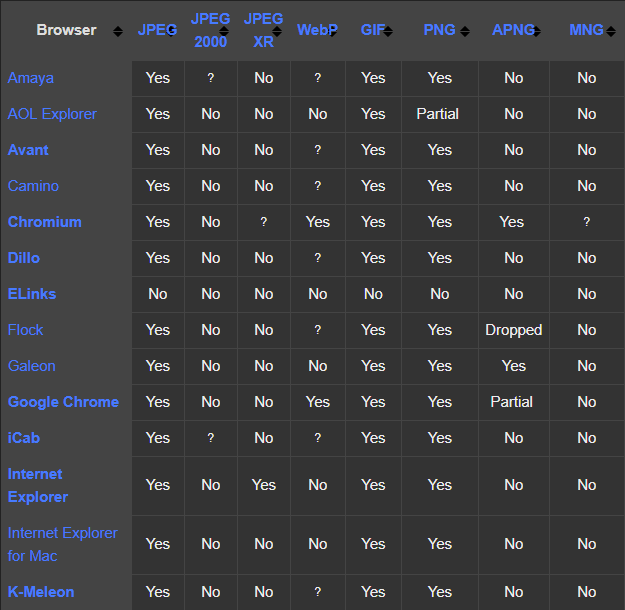 Browser JPEG JPEG 2000 JPEG XR WebP GIF PNG APNG MNG
Amaya Yes ? No ? Yes Yes No No
AOL Explorer Yes No No No Yes Partial No No
Avant Yes No No ? Yes Yes No No
Camino Yes No No ? Yes Yes No No
Chromium Yes No ? Yes Yes Yes Yes ?
Dillo Yes No No ? Yes Yes No No
ELinks No No No No No No No No
Flock Yes No No ? Yes Yes Dropped No
Galeon Yes No No No Yes Yes Yes No
Google Chrome Yes No No Yes Yes Yes Partial No
iCab Yes ? No ? Yes Yes No No
Internet Explorer Yes No Yes No Yes Yes No No
Internet Explorer for Mac Yes No No No Yes Yes No No
K-Meleon Yes No No ? Yes Yes No No